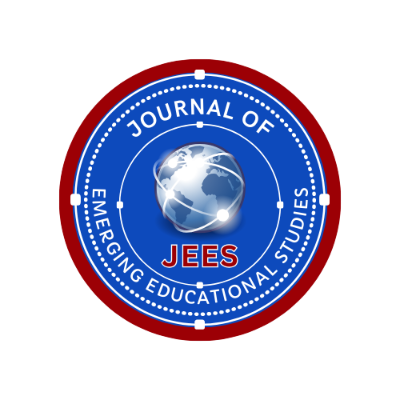 JOURNAL OF
EMERGING EDUCATIONAL STUDIES
JEES